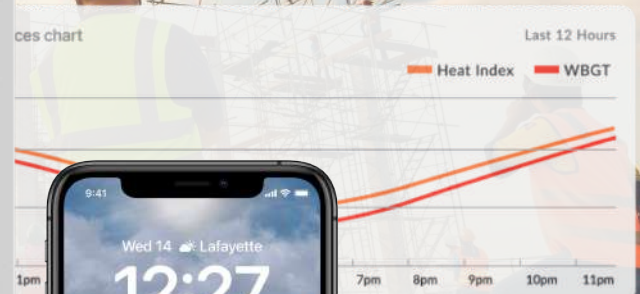 ces chart
Last 12 Hours
Heat Index WBGT
9:41
Wed 14 Lafayette
12:27
1pm 7pm 8pm 9pm 10pm 11pm